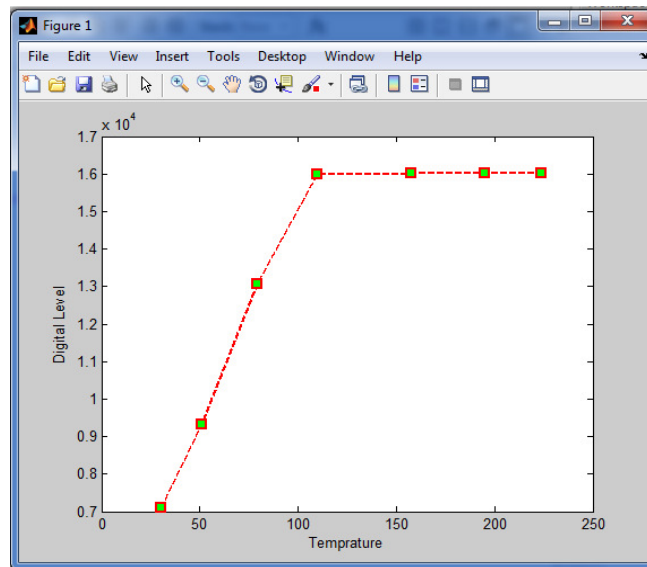 Figure 1
File Edit View Insert Tools Desktop Window Help
x 10^4
1.7
1.6
1.5
1.4
1.3
1.2
1.1
1
0.9
0.8
0.7
Digital Level
0 50 100 150 200 250
Temprature